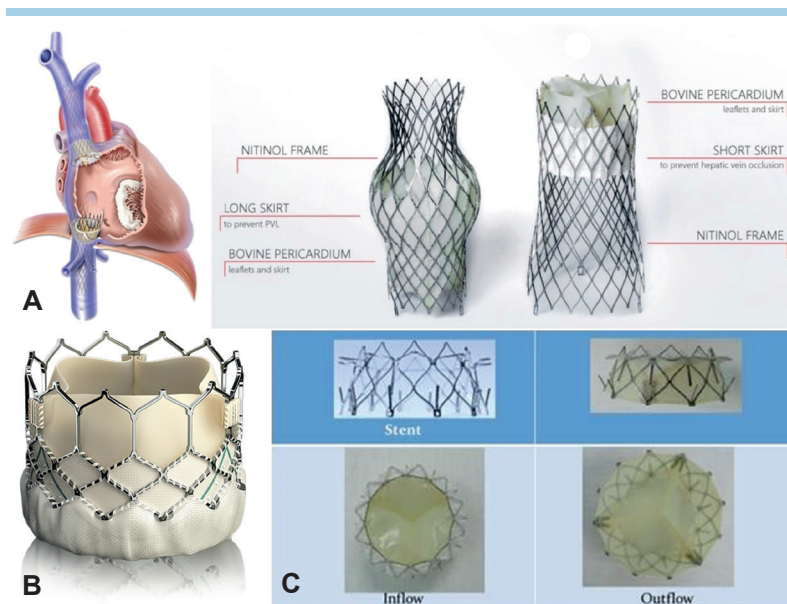 BOVINE PERICARDIUM
leaflets and skirt
NITINOL FRAME
SHORT SKIRT
to prevent hepatic vein occlusion
LONG SKIRT
to prevent PVL
NITINOL FRAME
BOVINE PERICARDIUM
leaflets and skirt
A
B
Stent
C
Inflow
Outflow